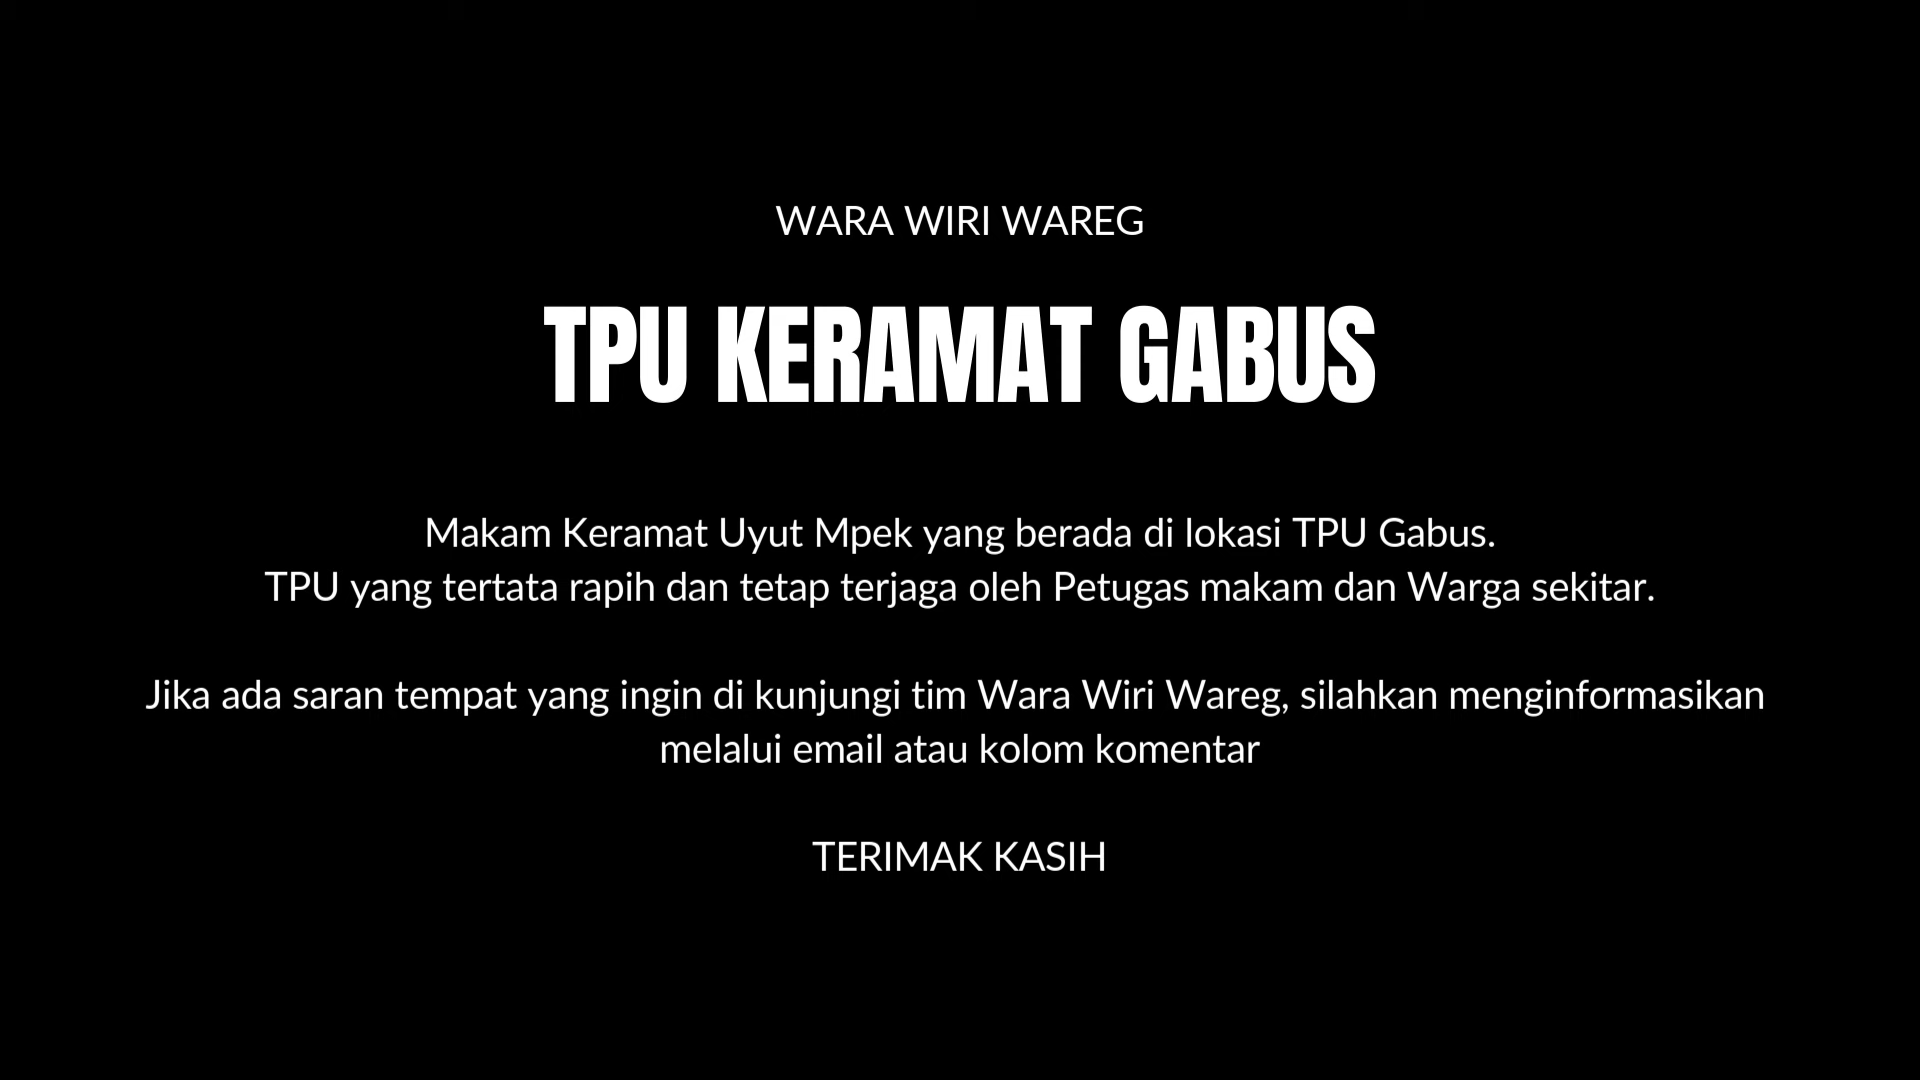 WARA WIRI WAREG
TPU KERAMAT GABUS
Makam Keramat Uyut Mpek yang berada di lokasi TPU Gabus.
TPU yang tertata rapih dan tetap terjaga oleh Petugas makam dan Warga sekitar.
Jika ada saran tempat yang ingin di kunjungi tim Wara Wiri Wareg, silahkan menginformasikan
melalui email atau kolom komentar
TERIMAK KASIH